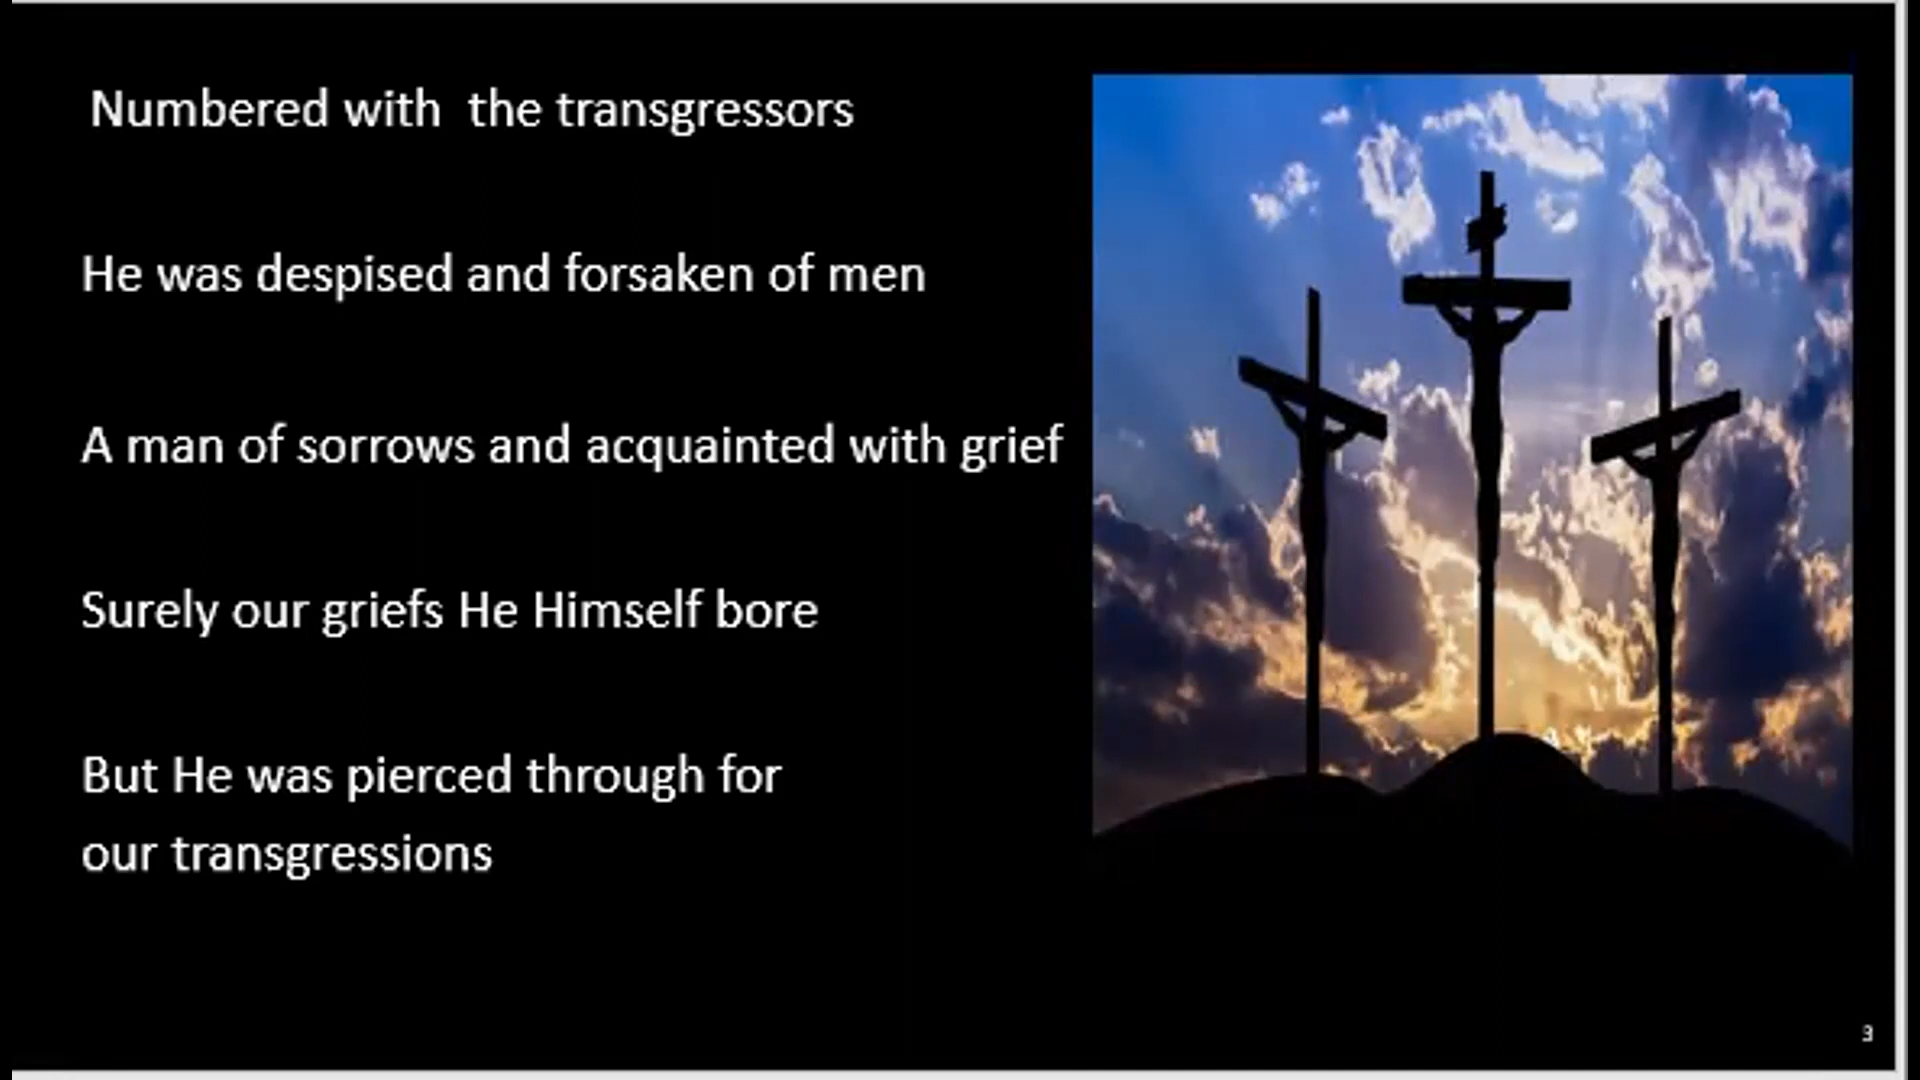 Numbered with  the transgressors
He was despised and forsaken of men
A man of sorrows and acquainted with grief
Surely our griefs He Himself bore
But He was pierced through for
our transgressions
3